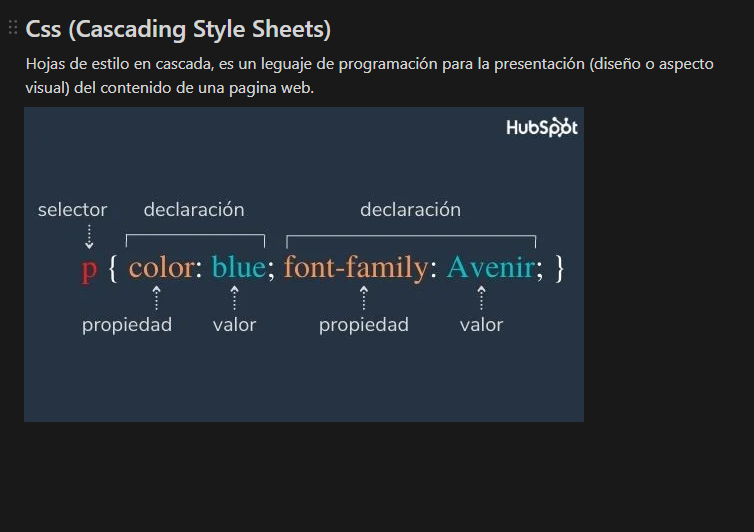 Css (Cascading Style Sheets)
Hojas de estilo en cascada, es un leguaje de programación para la presentación (diseño o aspecto
visual) del contenido de una pagina web.
HubSpot
selector declaración declaración
p { color: blue; font-family: Avenir; }
propiedad valor propiedad valor